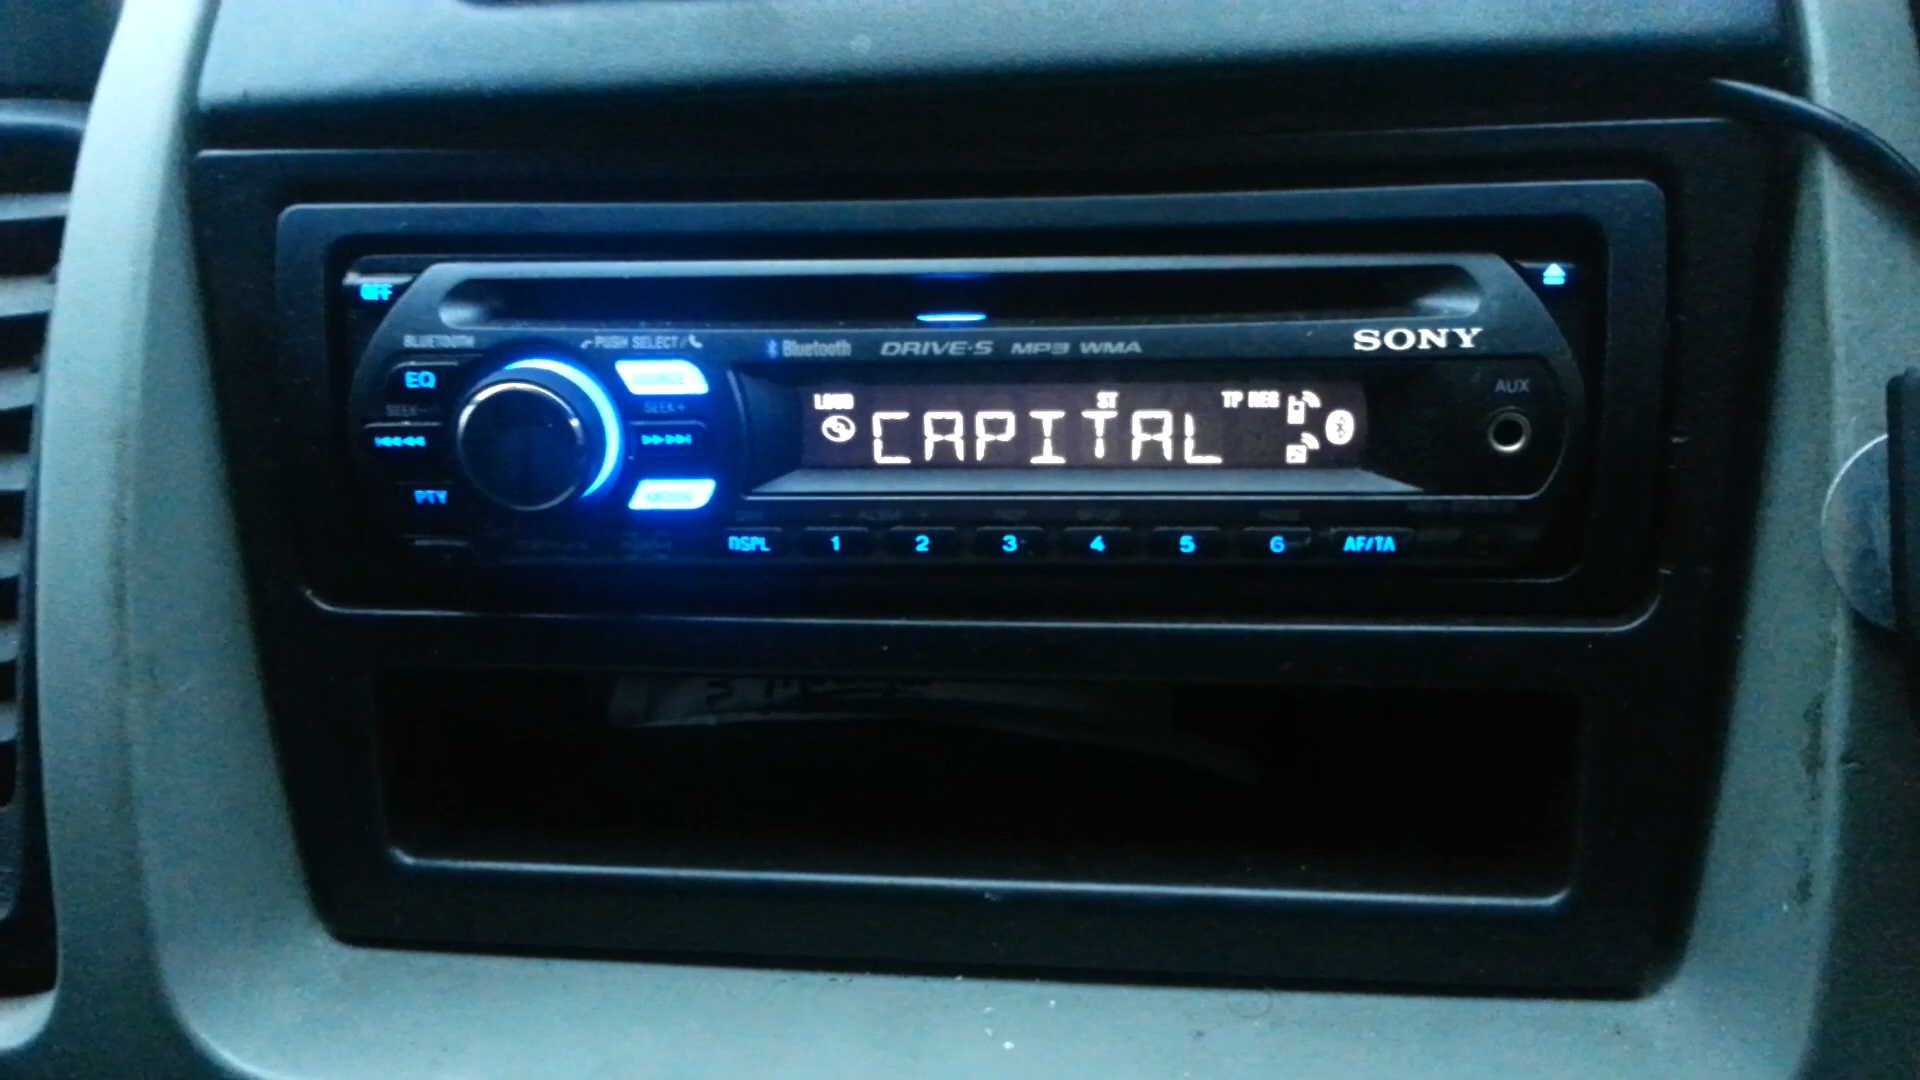 OFF
BLUETOOTH
PUSH SELECT /
Bluetooth DRIVE·S MP3 WMA
SONY
EQ
SOURCE
SEEK−
SEEK+
PTY
MODE
LOUD ST TP REG
CAPITAL
AUX
DSPL 1 2 3 4 5 6 AF/TA